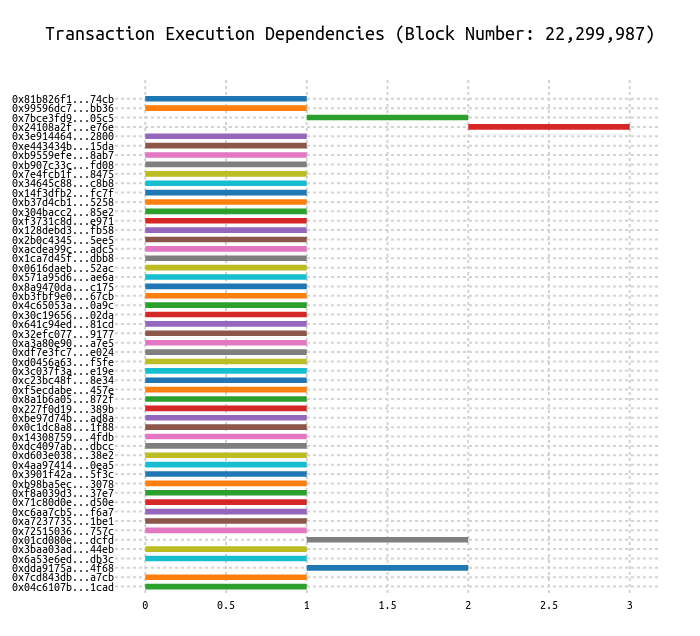 Transaction Execution Dependencies (Block Number: 22,299,987)
0x81b826f1...74cb
0x99596dc7...bb36
0x7bce3fd9...05c5
0x24108a2f...e76e
0x3e914464...2800
0xe443434b...15da
0xb9559efe...8ab7
0xb907c33c...fd08
0x7e4fcb1f...8475
0x34645c88...c8b8
0x14f3dfb2...fc7f
0xb37d4cb1...5258
0x304bacc2...85e2
0xf3731c8d...e971
0x128debd3...fb58
0x2b0c4345...5ee5
0xacdea99c...adc5
0x1ca7d45f...dbb8
0x0616daeb...52ac
0x571a95d6...ae6a
0x8a9470da...c175
0xb3fbf9e0...67cb
0x4c65053a...0a9c
0x30c19656...02da
0x641c94ed...81cd
0x32efc077...9177
0xa3a80e90...a7e5
0xdf7e3fc7...e024
0xd0456a63...f5fe
0x3c037f3a...e19e
0xc23bc48f...8e34
0xf5ecdabe...457e
0x8a1b6a05...872f
0x227f0d19...389b
0xbe97d74b...ad8a
0x0c1dc8a8...1f88
0x14308759...4fdb
0xdc4097ab...dbcc
0xd603e038...38e2
0x4aa97414...0ea5
0x3901f42a...5f3c
0xb98ba5ec...3078
0xf8a039d3...37e7
0x71c80d0e...d50e
0xc6aa7cb5...f6a7
0xa7237735...1be1
0x72515036...757c
0x01cd080e...dcfd
0x3baa03ad...44eb
0x6a53e6ed...db3c
0xdda9175a...4f68
0x7cd843db...a7cb
0x04c6107b...1cad
0 0.5 1 1.5 2 2.5 3